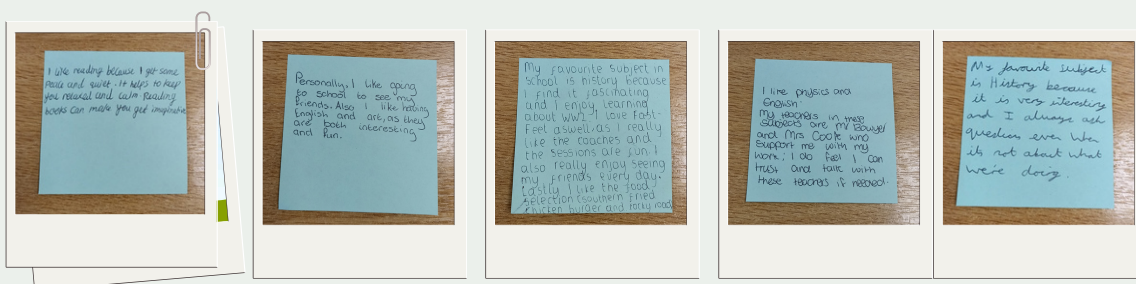 I like reading because I get some
peace and quiet. It helps to keep
you relaxed and calm. Reading
books can make you get imaginative
Personally, I like going
to school to see my
friends. Also I like having
English and art, as they
are both interesting
and fun.
My favourite subject in
school is history because
I find it fascinating
and I enjoy learning
about WW2. I love Fast-
Feet aswell as I really
like the coaches and
the sessions are fun. I
also really enjoy seeing
my friends every day.
Lastly I like the food
selection (southern fried
chicken burger and rocky road
I like physics and
English.
My teachers in these
subjects are Mr Bowyer
and Mrs Cook who
support me with my
work; I do feel I can
trust and talk with
these teachers if needed.
My favourite subject
is History because
it is very interesting
and I always ask
questions even when
its not about what
we're doing.